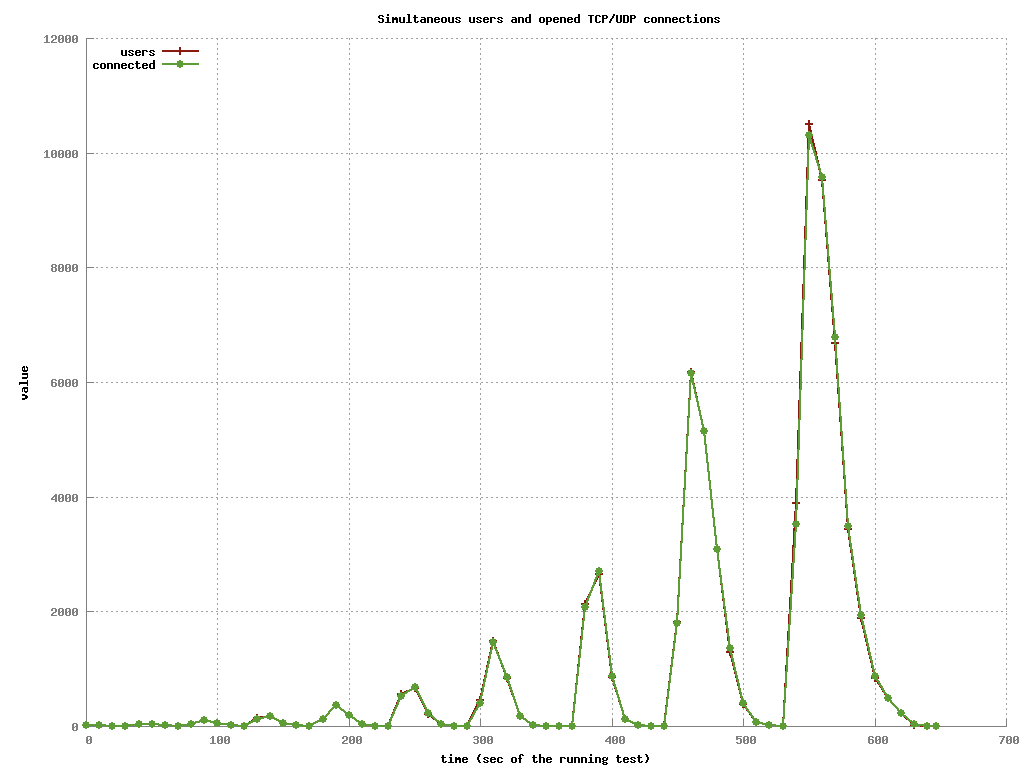 Simultaneous users and opened TCP/UDP connections
12000
users
connected
10000
8000
value
6000
4000
2000
0
0 100 200 300 400 500 600 700
time (sec of the running test)